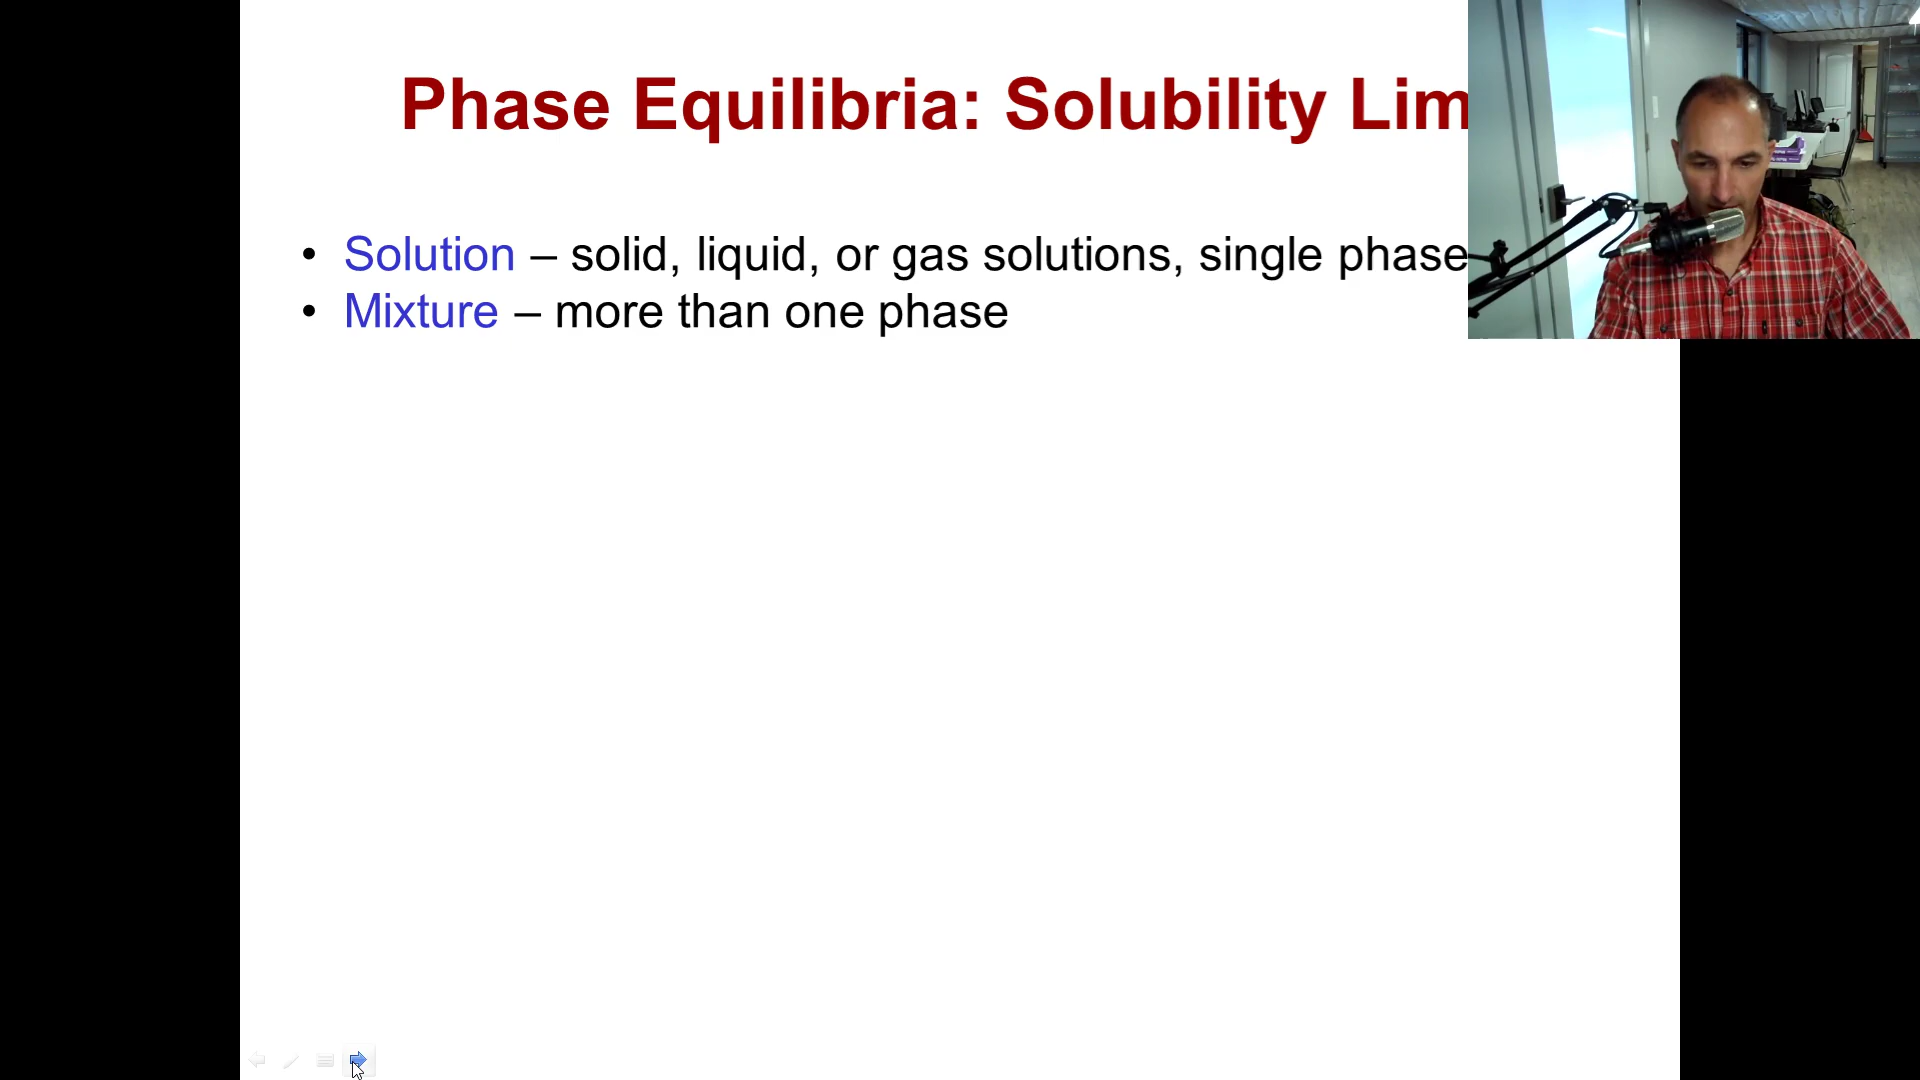 Phase Equilibria: Solubility Lim
• Solution – solid, liquid, or gas solutions, single phase
• Mixture – more than one phase